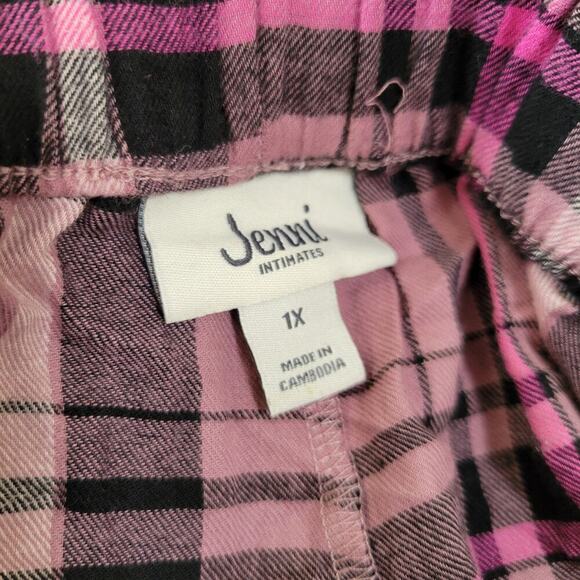 Jenni
INTIMATES
1X
MADE IN
CAMBODIA